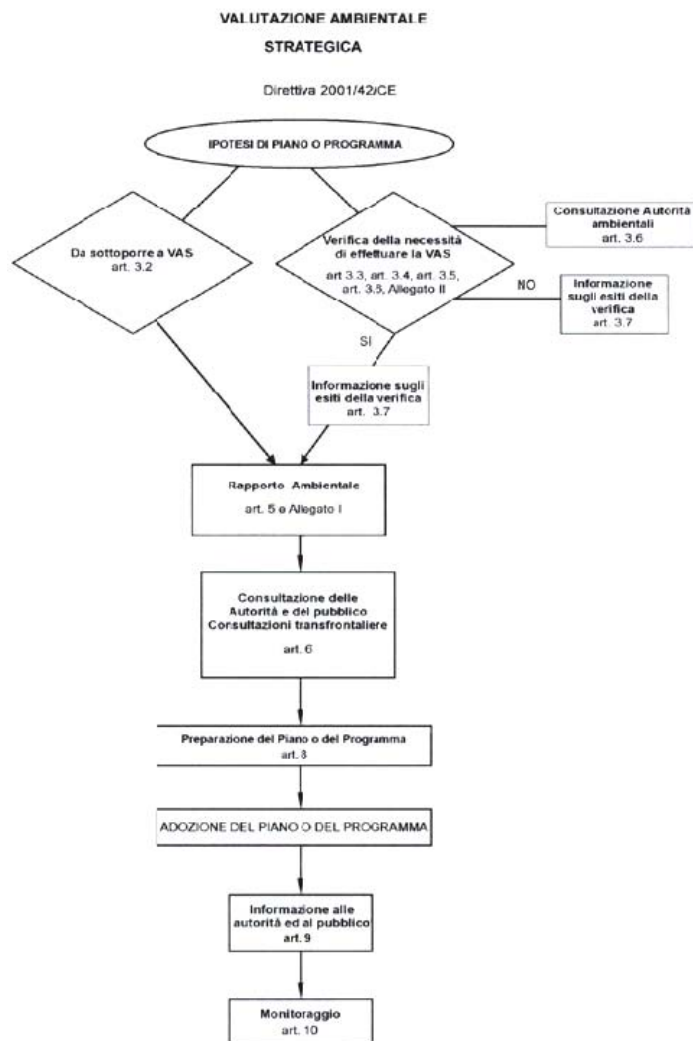 VALUTAZIONE AMBIENTALE
STRATEGICA
Direttiva 2001/42/CE
IPOTESI DI PIANO O PROGRAMMA
Da sottoporre a VAS
art. 3.2
Verifica della necessità
di effettuare la VAS
art 3.3, art. 3.4, art. 3.5,
art. 3.6, Allegato II
Consultazione Autorità
ambientali
art. 3.6
NO
Informazione
sugli esiti della
verifica
art. 3.7
SI
Informazione sugli
esiti della verifica
art. 3.7
Rapporto Ambientale
art. 5 e Allegato I
Consultazione delle
Autorità e del pubblico
Consultazioni transfrontaliere
art. 6
Preparazione del Piano o del Programma
art. 8
ADOZIONE DEL PIANO O DEL PROGRAMMA
Informazione alle
autorità ed al pubblico
art. 9
Monitoraggio
art. 10